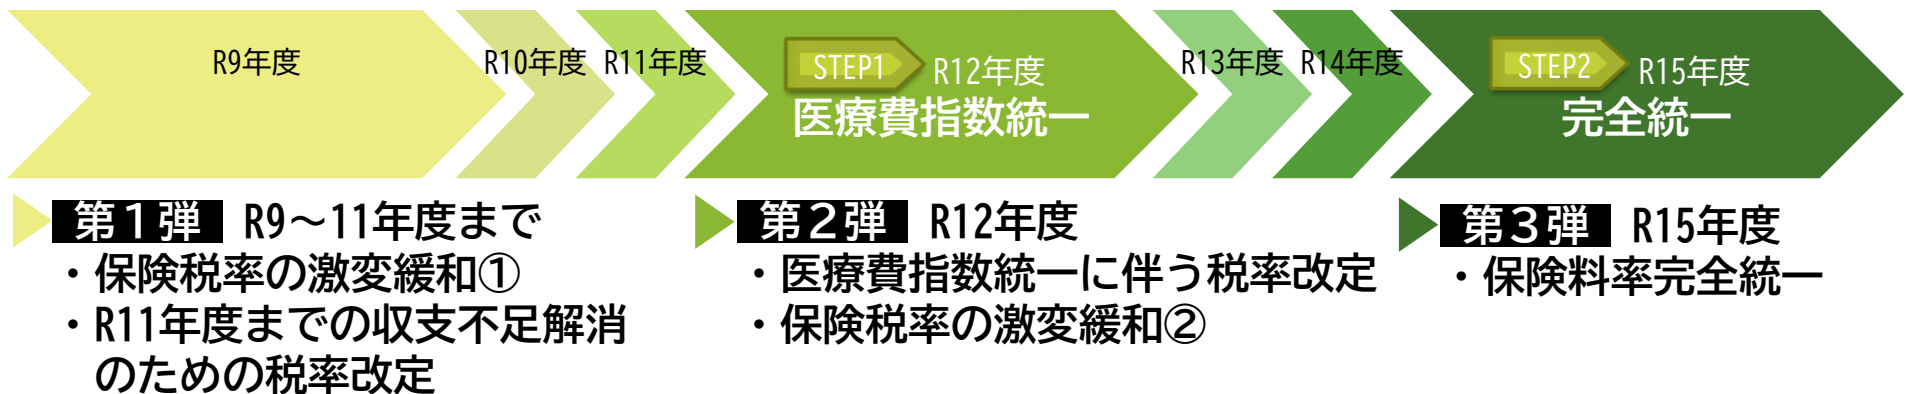 R9年度
R10年度
R11年度
STEP1 R12年度
医療費指数統一
R13年度
R14年度
STEP2 R15年度
完全統一
第１弾 R9～11年度まで
・保険税率の激変緩和①
・R11年度までの収支不足解消
のための税率改定
第２弾 R12年度
・医療費指数統一に伴う税率改定
・保険税率の激変緩和②
第３弾 R15年度
・保険料率完全統一